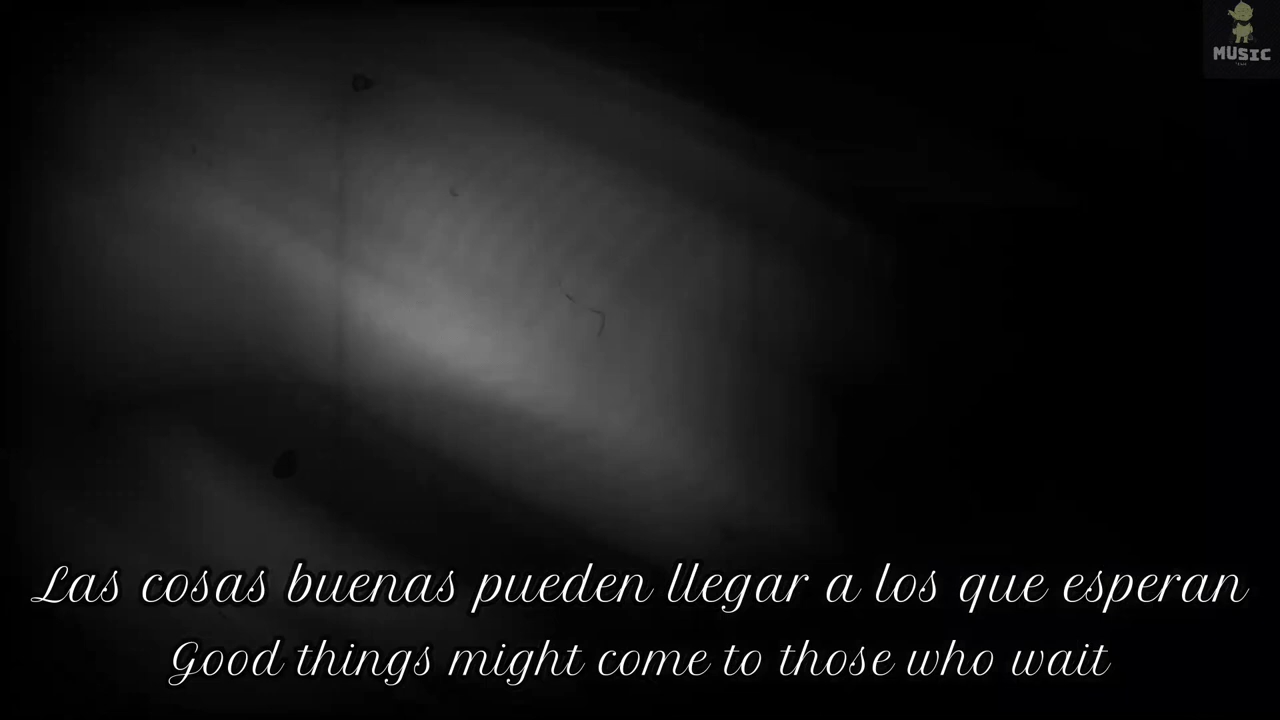 MUSIC
Las cosas buenas pueden llegar a los que esperan
Good things might come to those who wait